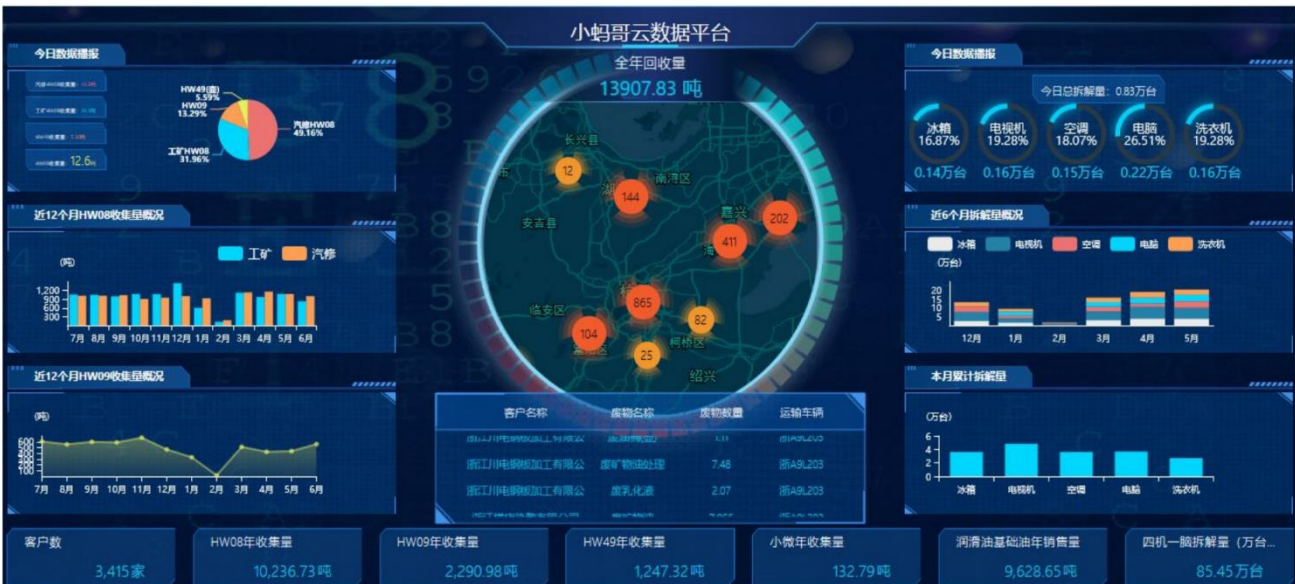 小蚂哥云数据平台
全年回收量
13907.83 吨
今日数据播报
12.6吨
HW49(直)
5.59%
HW09
13.29%
汽修HW08
49.16%
工矿HW08
31.96%
近12个月HW08收集量概况
(吨)
工矿 汽修
1,200
900
600
300
7月 8月 9月 10月 11月 12月 1月 2月 3月 4月 5月 6月
近12个月HW09收集量概况
(吨)
600
500
400
300
200
100
7月 8月 9月 10月 11月 12月 1月 2月 3月 4月 5月 6月
长兴县
12
144
南浔区
安吉县
嘉兴
202
411
865
临安区
104
82
柯桥区
25
绍兴
客户名称 废物名称 废物数量 运输车辆
浙江川电钢板加工有限公 废矿物油处理 7.48 浙A9L203
浙江川电钢板加工有限公 废乳化液 2.07 浙A9L203
今日数据播报
今日总拆解量: 0.83万台
冰箱 电视机 空调 电脑 洗衣机
16.87% 19.28% 18.07% 26.51% 19.28%
0.14万台 0.16万台 0.15万台 0.22万台 0.16万台
近6个月拆解量概况
冰箱 电视机 空调 电脑 洗衣机
(万台)
20
15
10
5
12月 1月 2月 3月 4月 5月
本月累计拆解量
(万台)
6
4
2
0
冰箱 电视机 空调 电脑 洗衣机
客户数 HW08年收集量 HW09年收集量 HW49年收集量 小微年收集量 润滑油基础油年销售量 四机一脑拆解量（万台...
3,415家 10,236.73吨 2,290.98吨 1,247.32吨 132.79吨 9,628.65吨 85.45万台